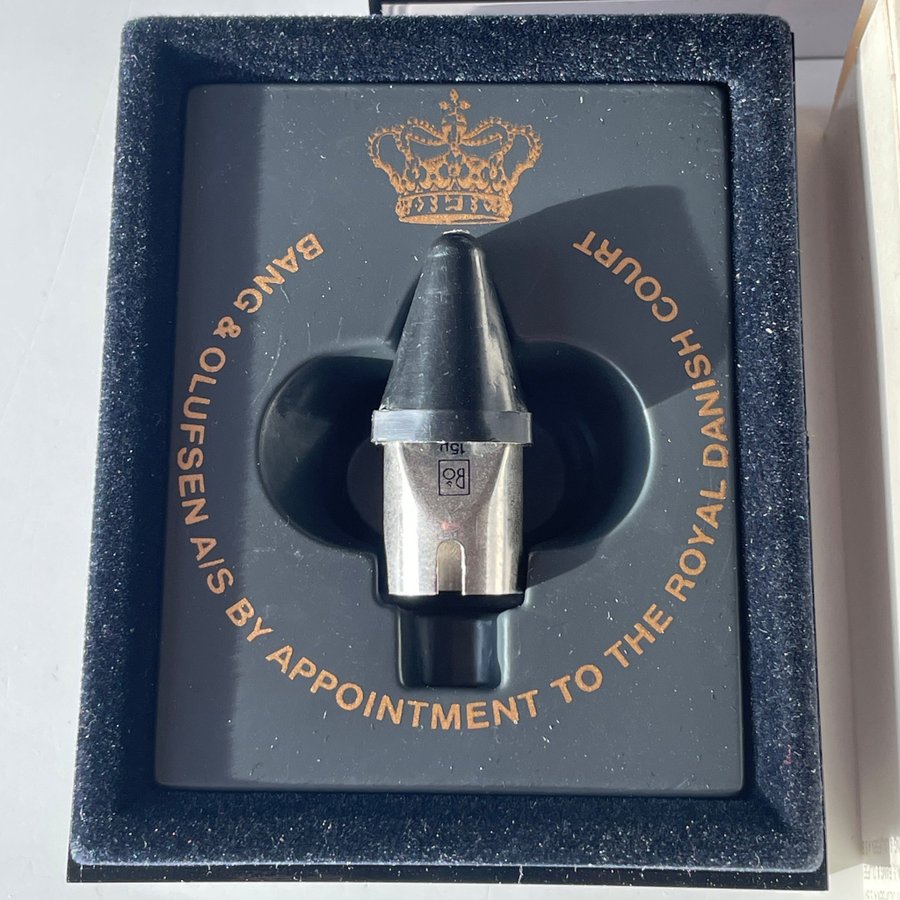 BANG & OLUFSEN A/S BY APPOINTMENT TO THE ROYAL DANISH COURT
15µ
B&O